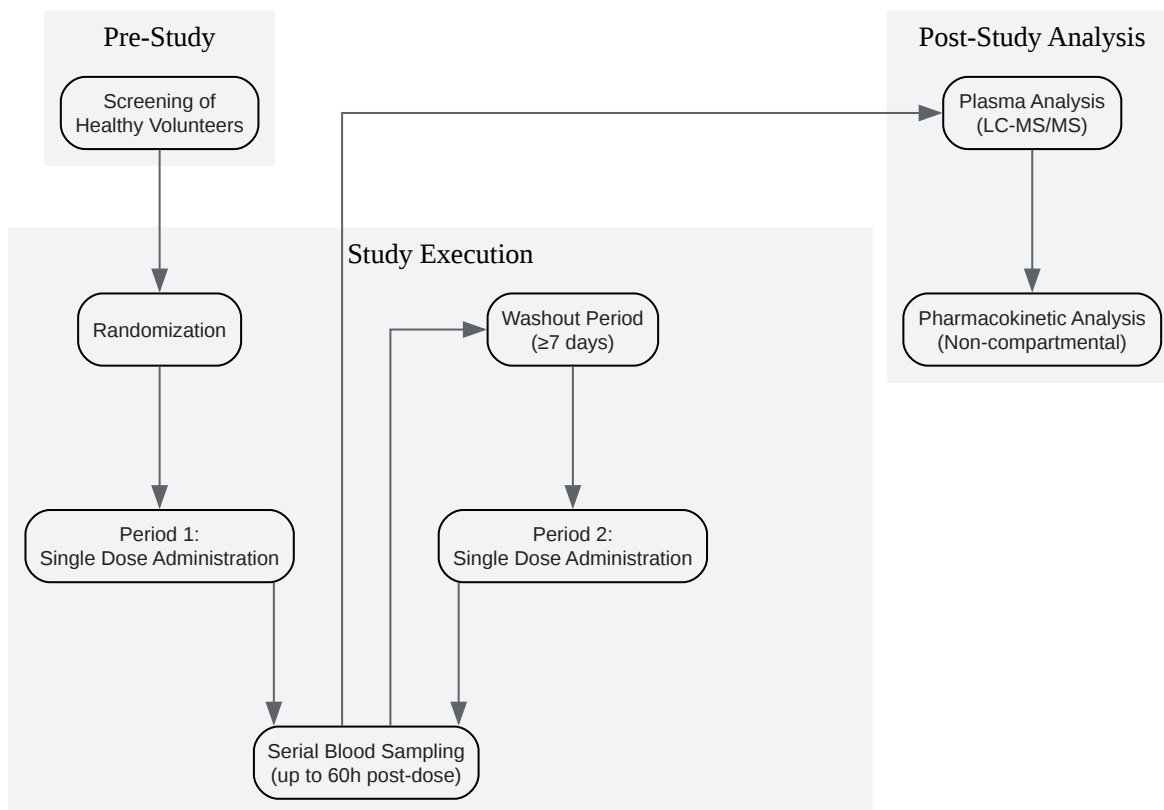 Pre-Study
Screening of
Healthy Volunteers
Study Execution
Randomization
Washout Period
(≥7 days)
Period 1:
Single Dose Administration
Period 2:
Single Dose Administration
Serial Blood Sampling
(up to 60h post-dose)
Post-Study Analysis
Plasma Analysis
(LC-MS/MS)
Pharmacokinetic Analysis
(Non-compartmental)